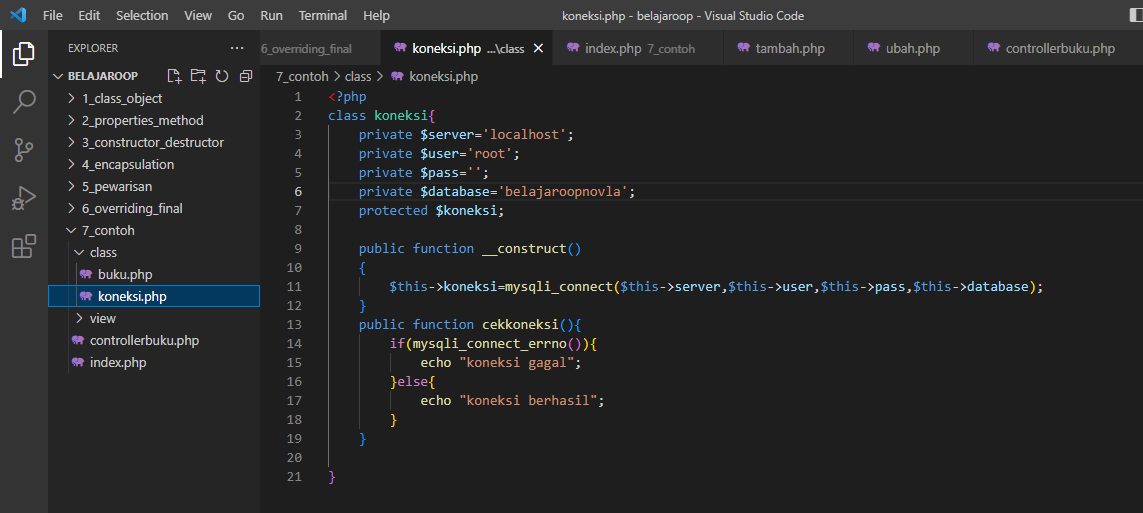 File Edit Selection View Go Run Terminal Help koneksi.php - belajaroop - Visual Studio Code
EXPLORER ...
6_overriding_final koneksi.php ...\class index.php 7_contoh tambah.php ubah.php controllerbuku.php
BELAJAROOP
7_contoh > class > koneksi.php
1_class_object
2_properties_method
3_constructor_destructor
4_encapsulation
5_pewarisan
6_overriding_final
7_contoh
class
buku.php
koneksi.php
view
controllerbuku.php
index.php
1 <?php
2 class koneksi{
3 private $server='localhost';
4 private $user='root';
5 private $pass='';
6 private $database='belajaroopnovla';
7 protected $koneksi;
8
9 public function __construct()
10 {
11 $this->koneksi=mysqli_connect($this->server,$this->user,$this->pass,$this->database);
12 }
13 public function cekkoneksi(){
14 if(mysqli_connect_errno()){
15 echo "koneksi gagal";
16 }else{
17 echo "koneksi berhasil";
18 }
19 }
20
21 }